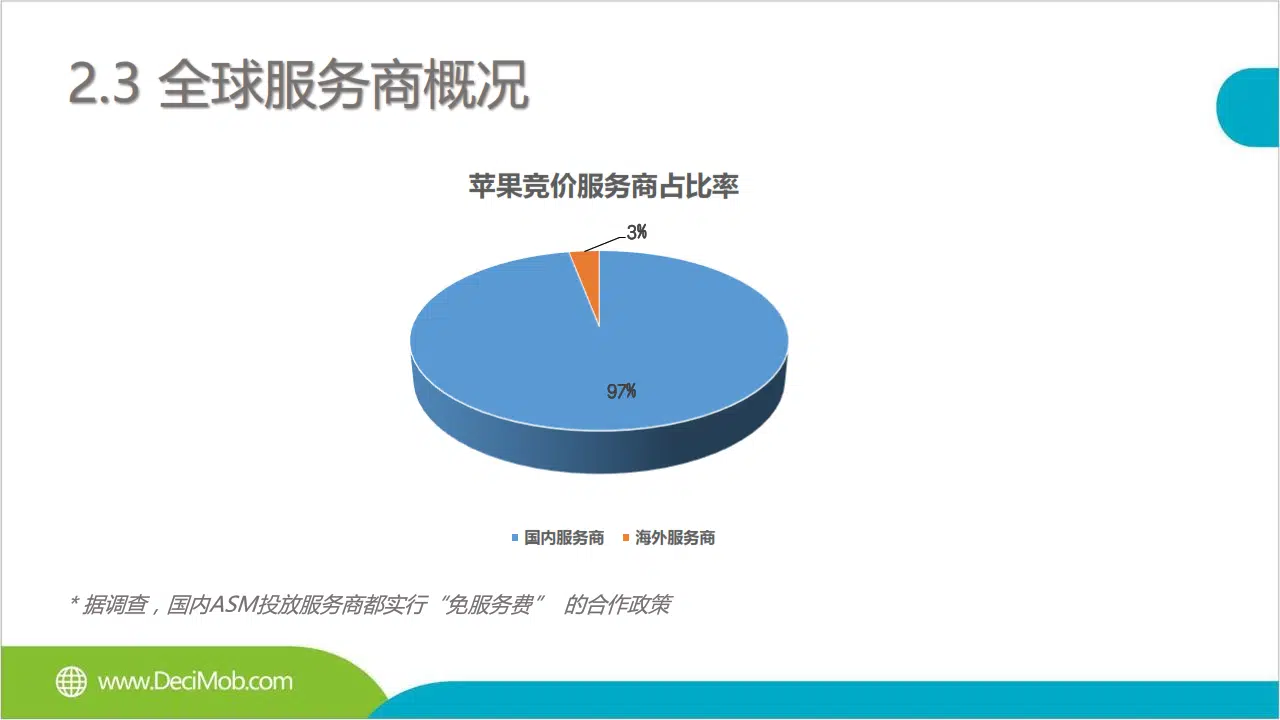 2.3 全球服务商概况
苹果竞价服务商占比率
3%
97%
国内服务商 海外服务商
* 据调查，国内ASM投放服务商都实行“免服务费” 的合作政策
www.DeciMob.com